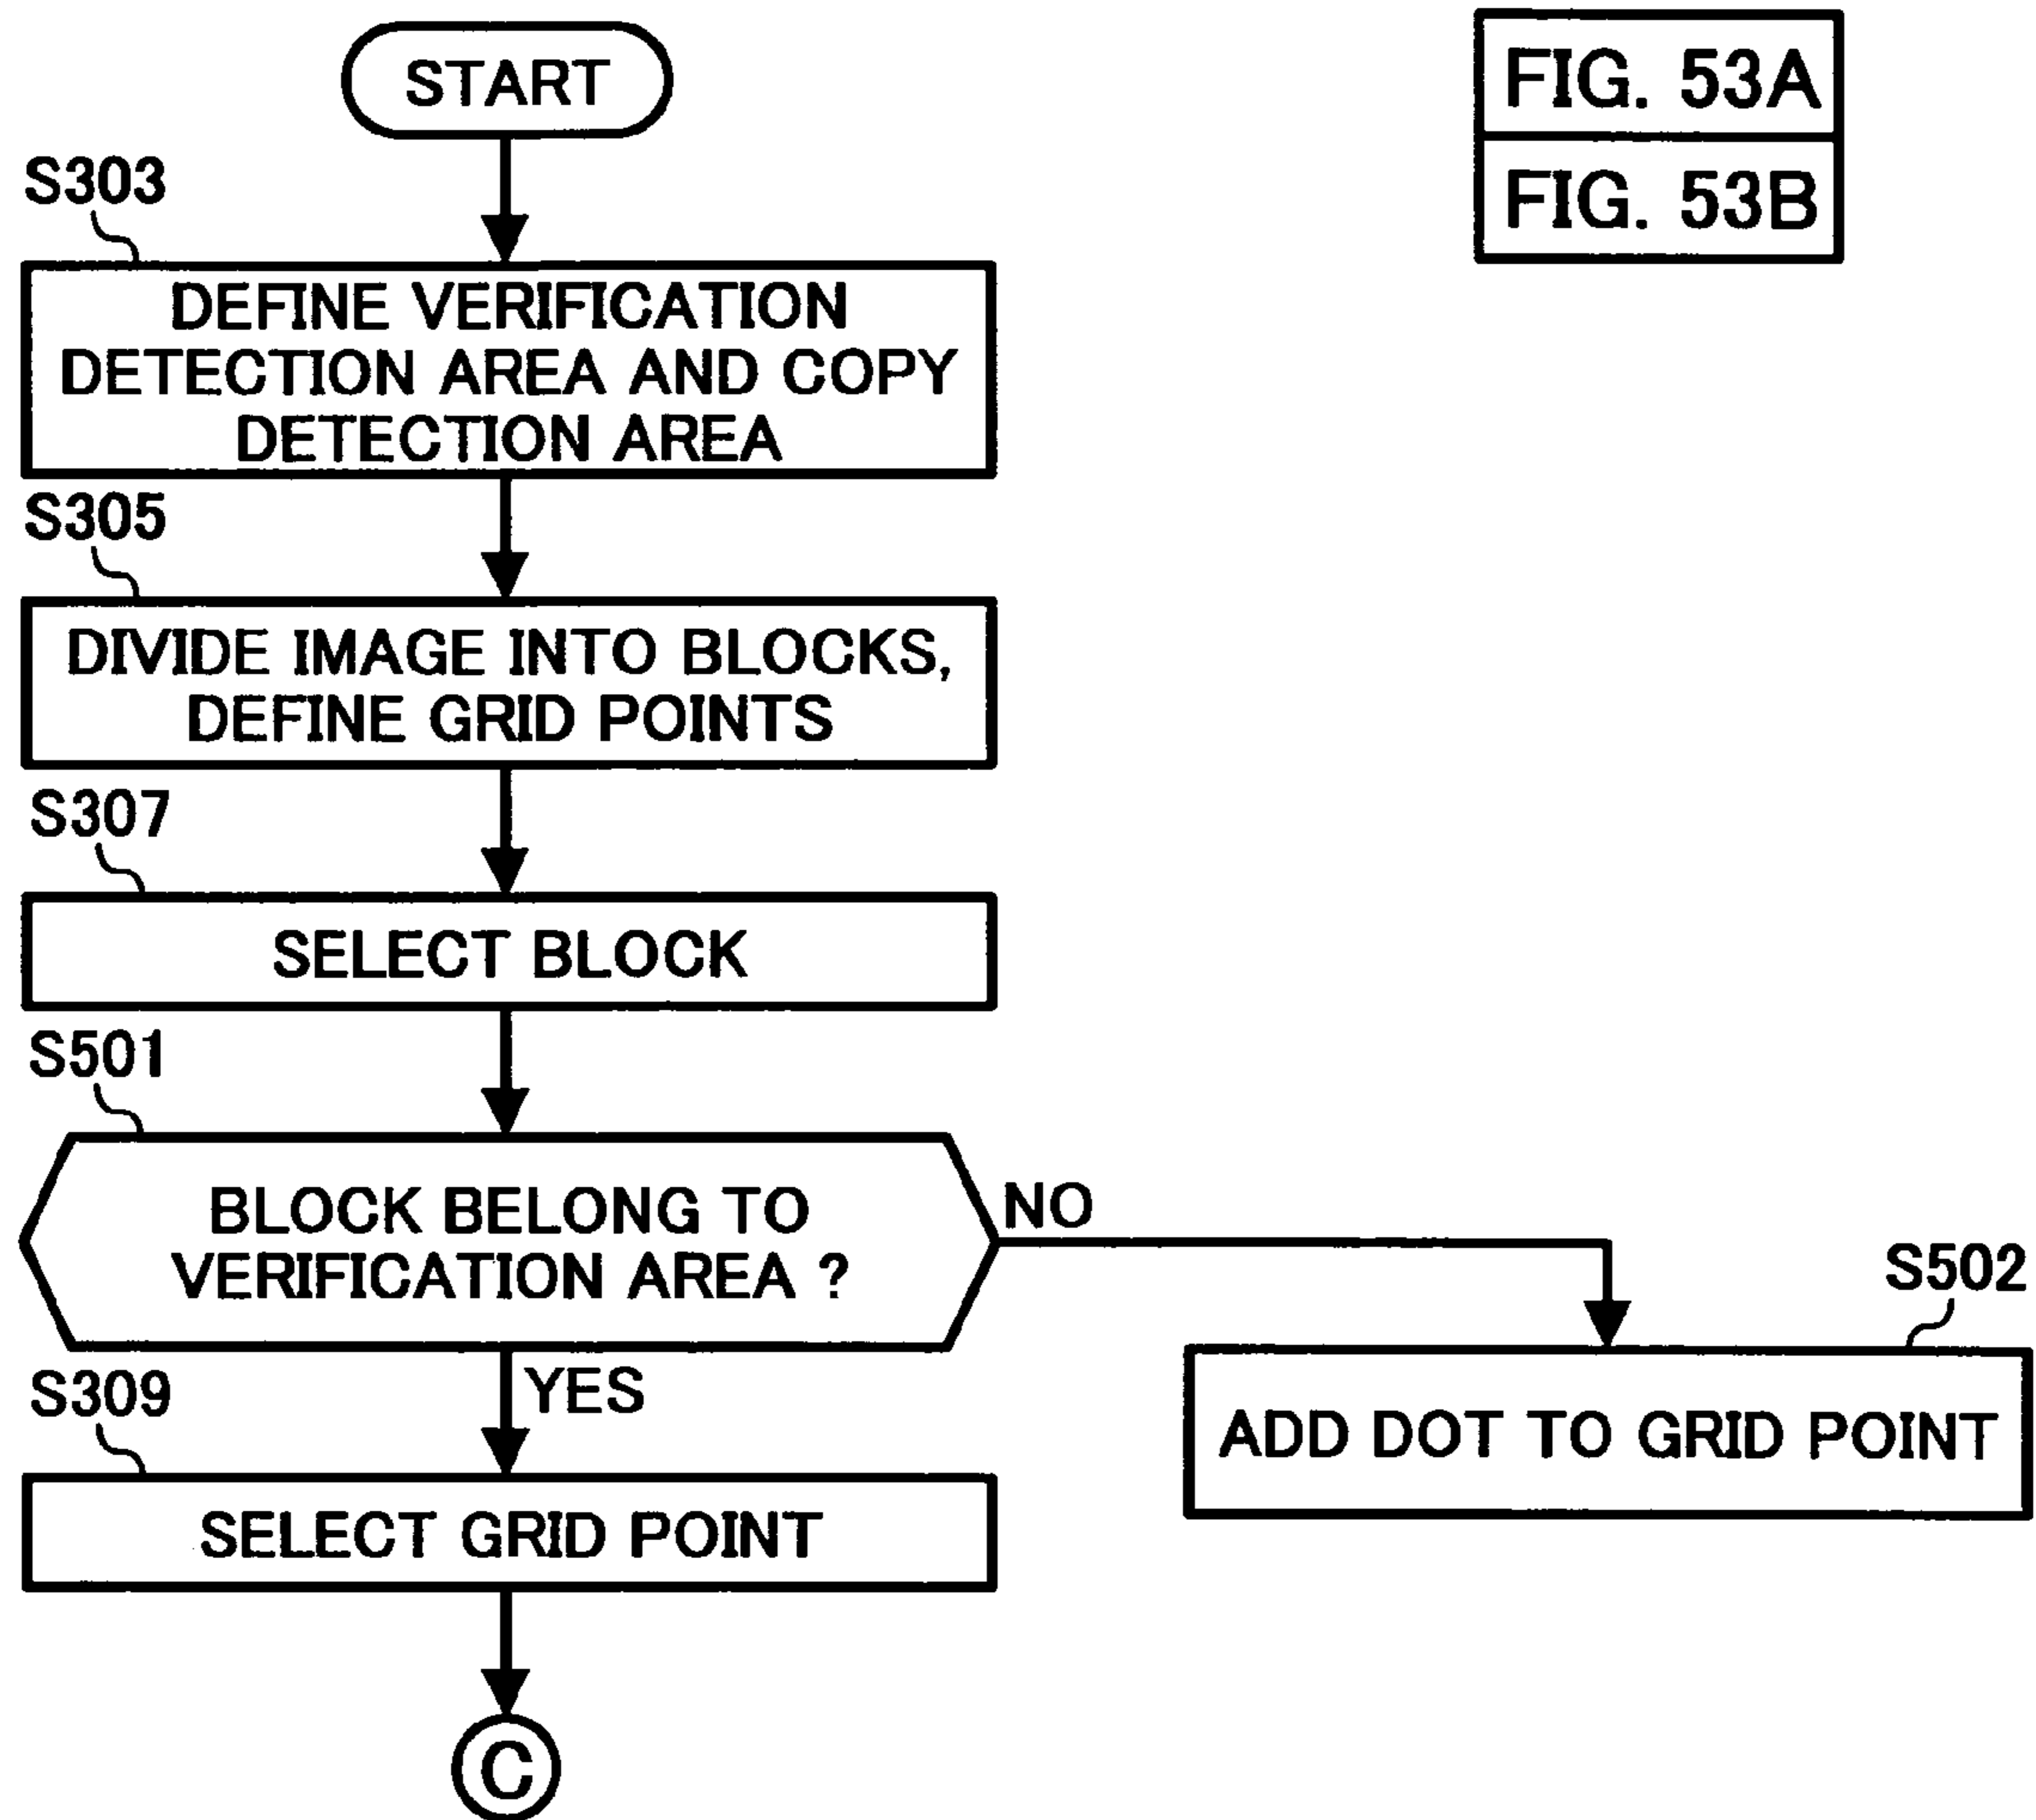 START
FIG. 53A
FIG. 53B
S303
DEFINE VERIFICATION
DETECTION AREA AND COPY
DETECTION AREA
S305
DIVIDE IMAGE INTO BLOCKS,
DEFINE GRID POINTS
S307
SELECT BLOCK
S501
BLOCK BELONG TO
VERIFICATION AREA ?
NO
S502
ADD DOT TO GRID POINT
YES
S309
SELECT GRID POINT
C